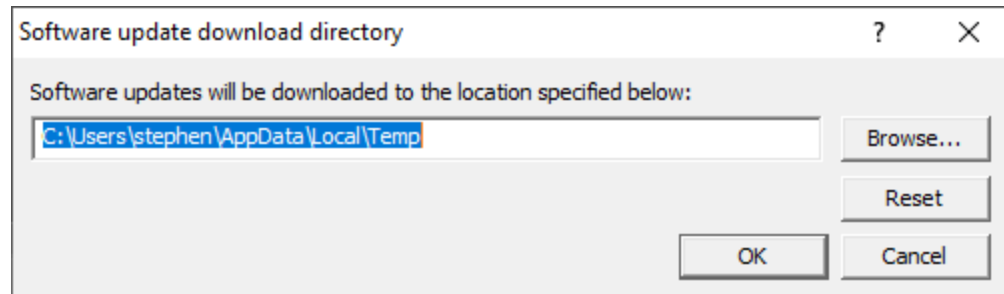 Software update download directory
?
Software updates will be downloaded to the location specified below:
C:\Users\stephen\AppData\Local\Temp
Browse...
Reset
OK
Cancel